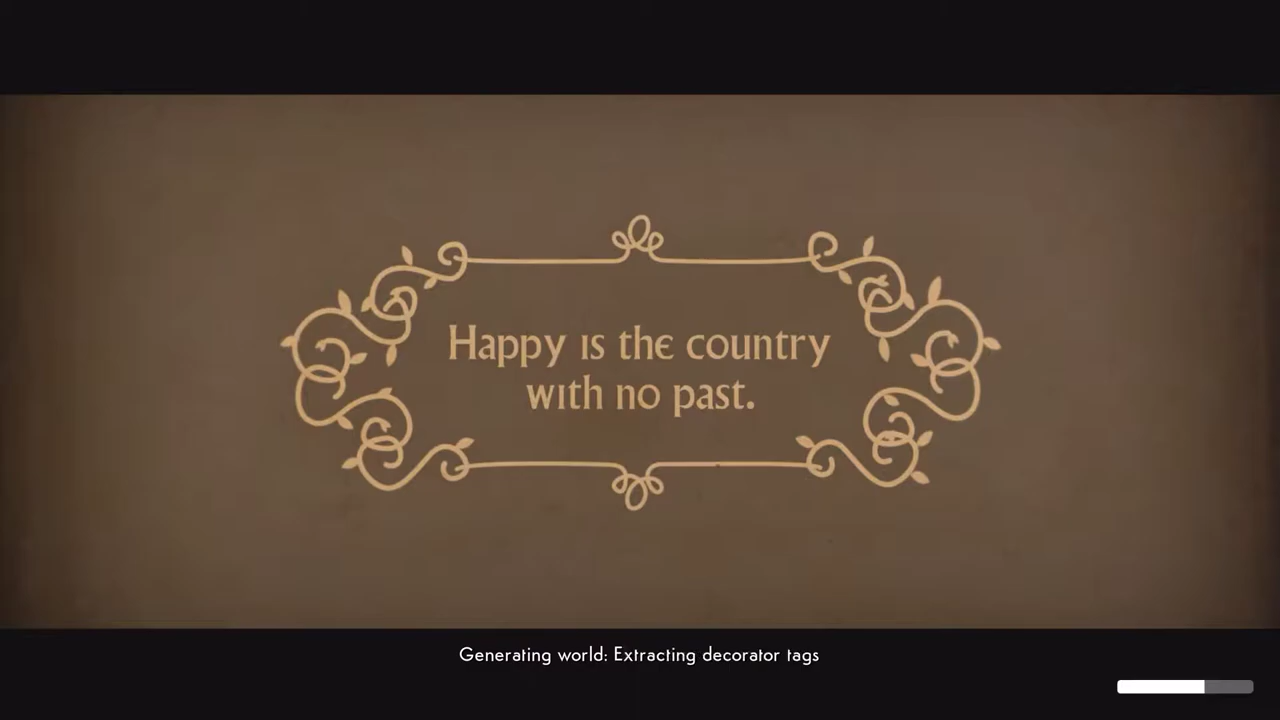 Happy is the country
with no past.
Generating world: Extracting decorator tags